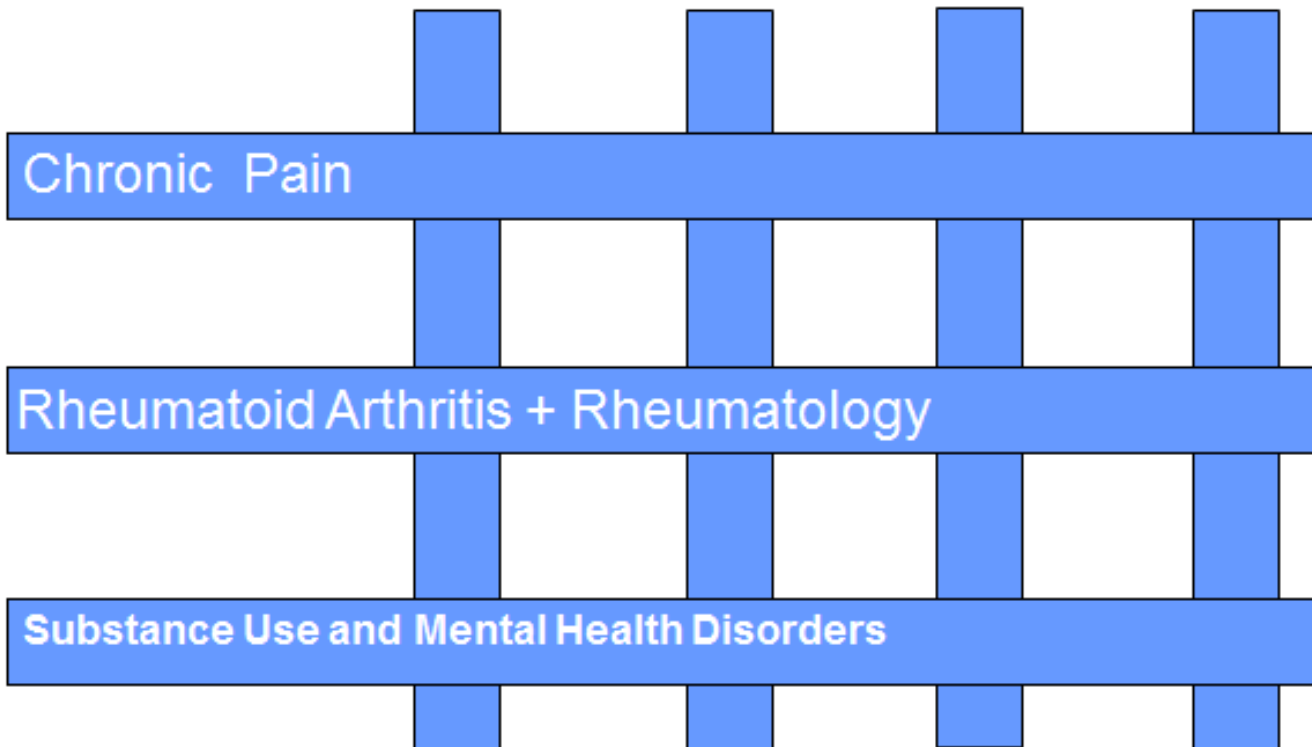 Chronic  Pain
Rheumatoid Arthritis + Rheumatology
Substance Use and Mental Health Disorders